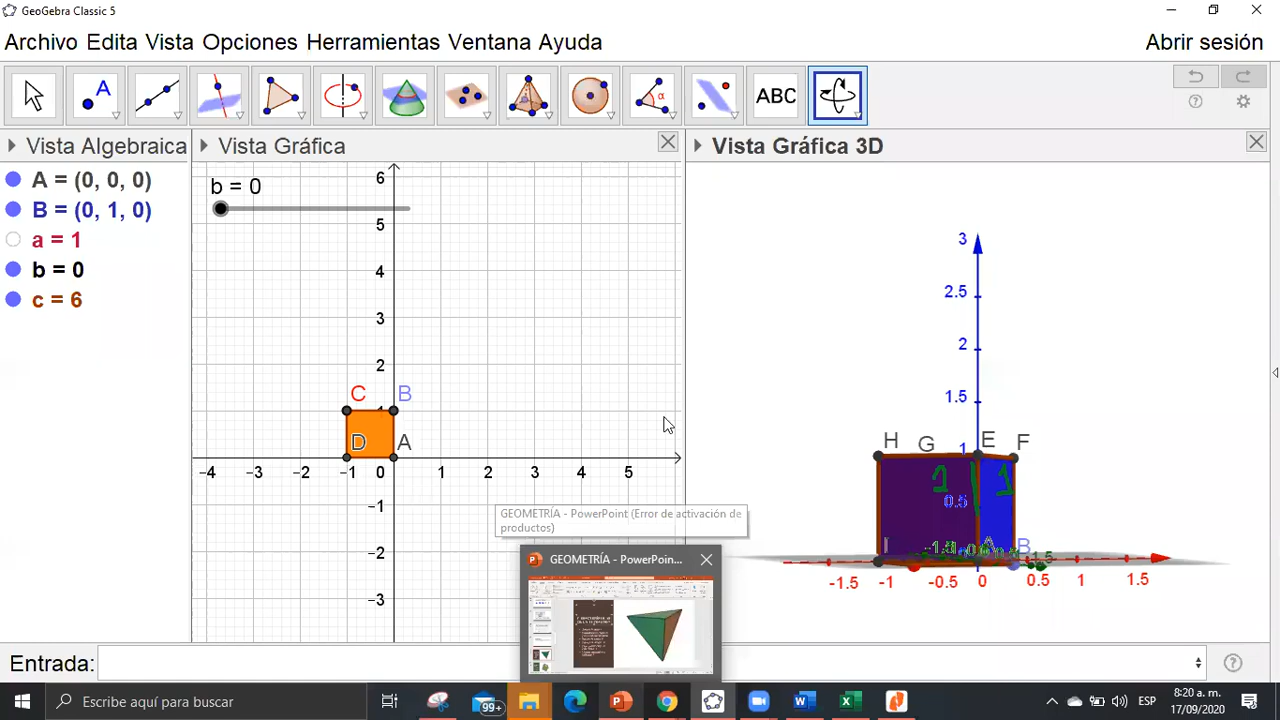 GeoGebra Classic 5
Archivo Edita Vista Opciones Herramientas Ventana Ayuda
Abrir sesión
A
α
ABC
Vista Algebraica
Vista Gráfica
Vista Gráfica 3D
A = (0, 0, 0)
B = (0, 1, 0)
a = 1
b = 0
c = 6
b = 0
6
5
4
3
2
1
C B
D A
-4 -3 -2 -1 0 1 2 3 4 5
-1
-2
-3
3
2.5
2
1.5
1
H G E F
1 1
0.5
A B
-1.5 -1 -0.5 0 0.5 1 1.5
GEOMETRÍA - PowerPoint (Error de activación de
productos)
GEOMETRÍA - PowerPoin...
Entrada:
Escribe aquí para buscar
99+
ESP
8:20 a. m.
17/09/2020